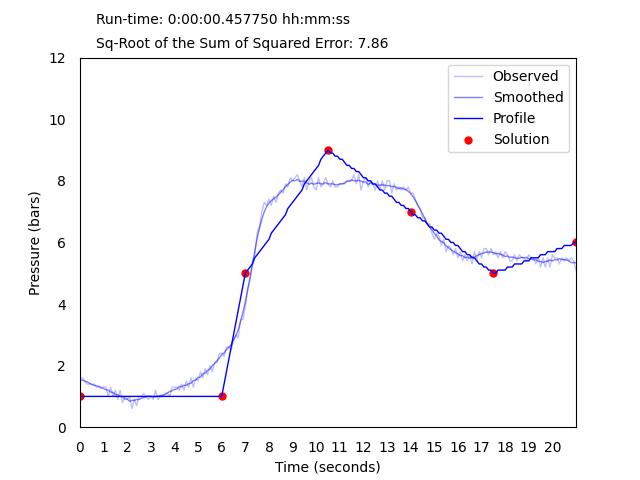 Run-time: 0:00:00.457750 hh:mm:ss
Sq-Root of the Sum of Squared Error: 7.86
12
10
8
6
4
2
0
Pressure (bars)
Observed
Smoothed
Profile
Solution
0 1 2 3 4 5 6 7 8 9 10 11 12 13 14 15 16 17 18 19 20
Time (seconds)